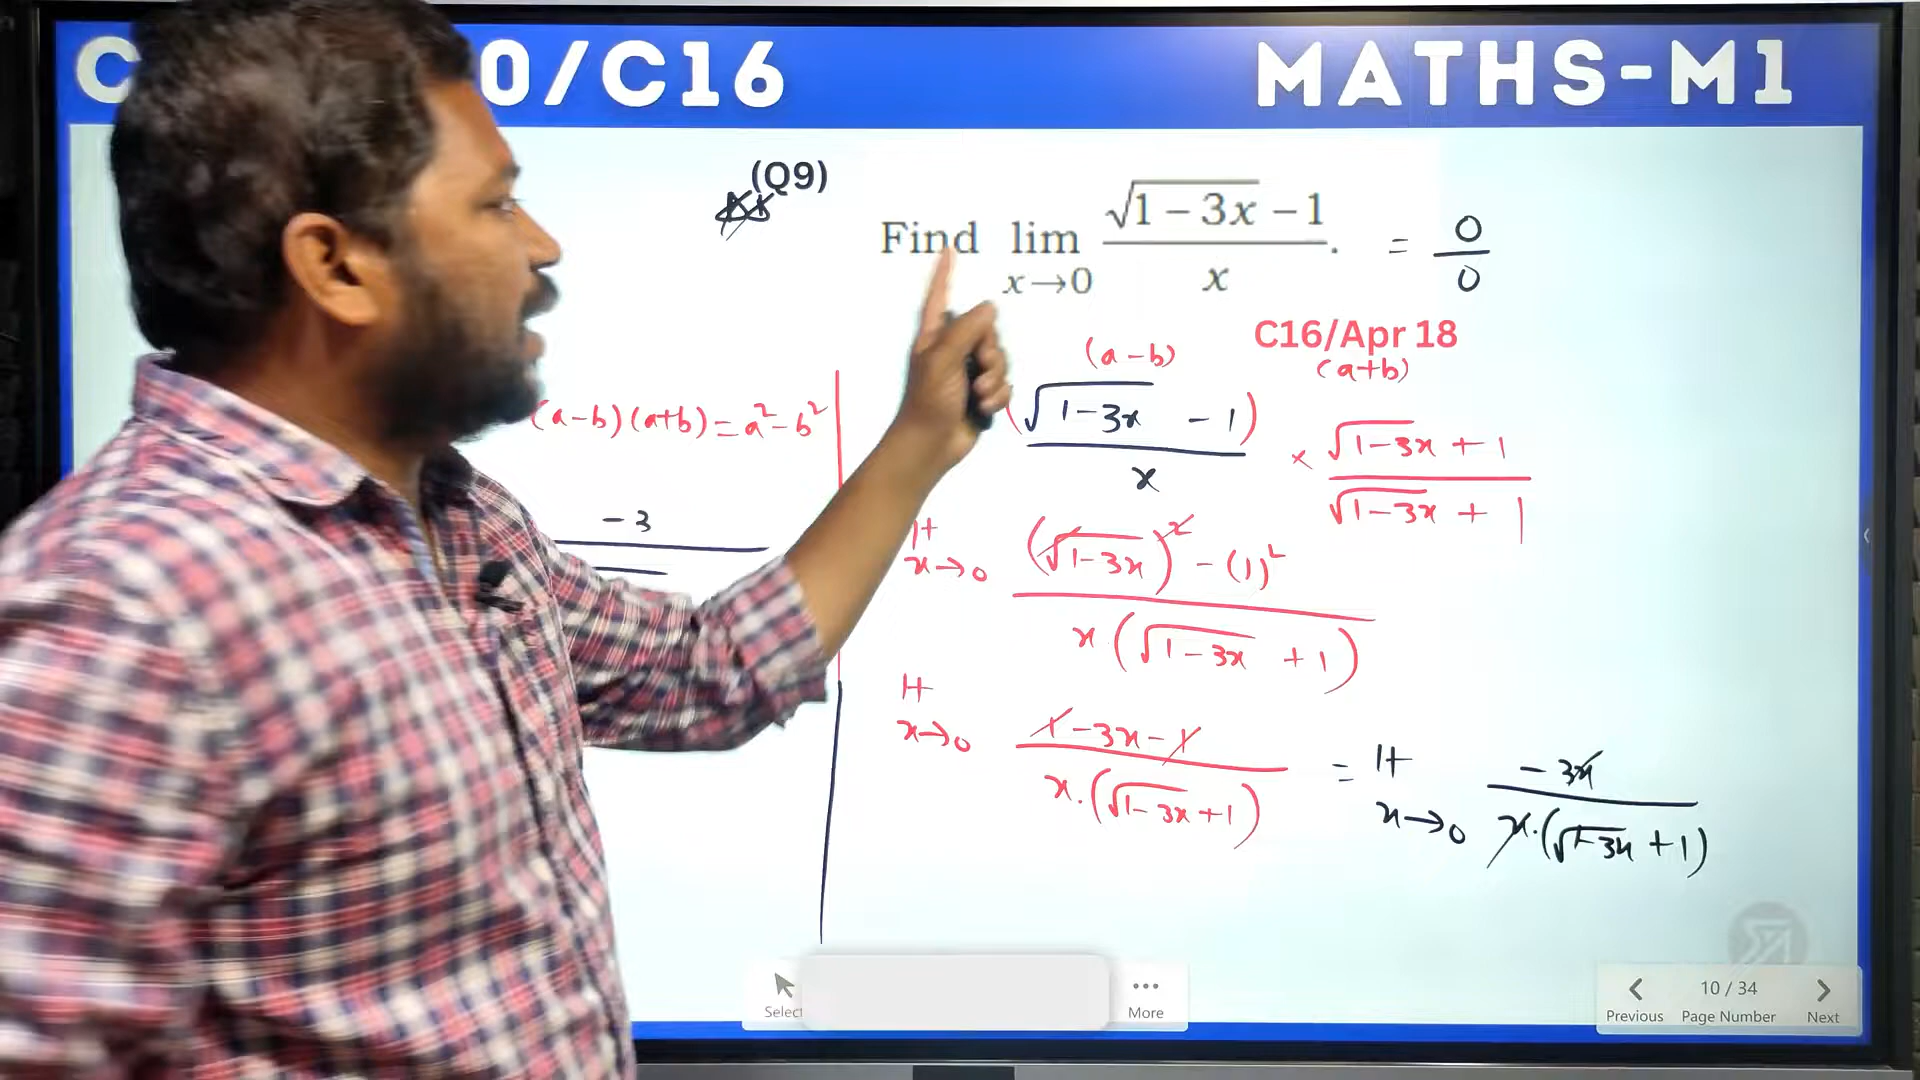 C 0/C16 MATHS-M1
(Q9)
Find lim x→0 √(1−3x) −1 / x . = 0/0
C16/Apr 18
(a−b) (a+b)
(a−b)(a+b)=a²−b²
(√(1−3x) −1) / x × √(1−3x) + 1 / √(1−3x) + 1
−3
lt x→0 (√(1−3x))² − (1)² / x.(√(1−3x) + 1)
lt x→0 1−3x−1 / x.(√(1−3x)+1) = lt x→0 −3x / x.(√(1−3x) + 1)
Select
More
Previous
10 / 34
Page Number
Next